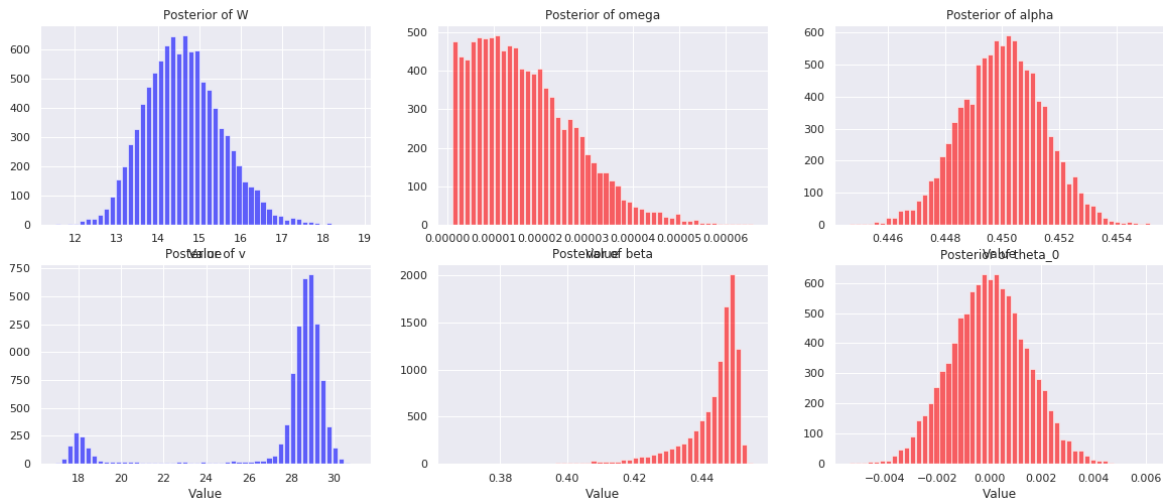 Posterior of W
600
500
400
300
200
100
0
12 13 14 15 16 17 18 19
Value
Posterior of omega
500
400
300
200
100
0
0.00000 0.00001 0.00002 0.00003 0.00004 0.00005 0.00006
Value
Posterior of alpha
600
500
400
300
200
100
0
0.446 0.448 0.450 0.452 0.454
Value
Posterior of v
750
500
250
000
750
500
250
0
18 20 22 24 26 28 30
Value
Posterior of beta
2000
1500
1000
500
0
0.38 0.40 0.42 0.44
Value
Posterior of theta_0
600
500
400
300
200
100
0
−0.004 −0.002 0.000 0.002 0.004 0.006
Value